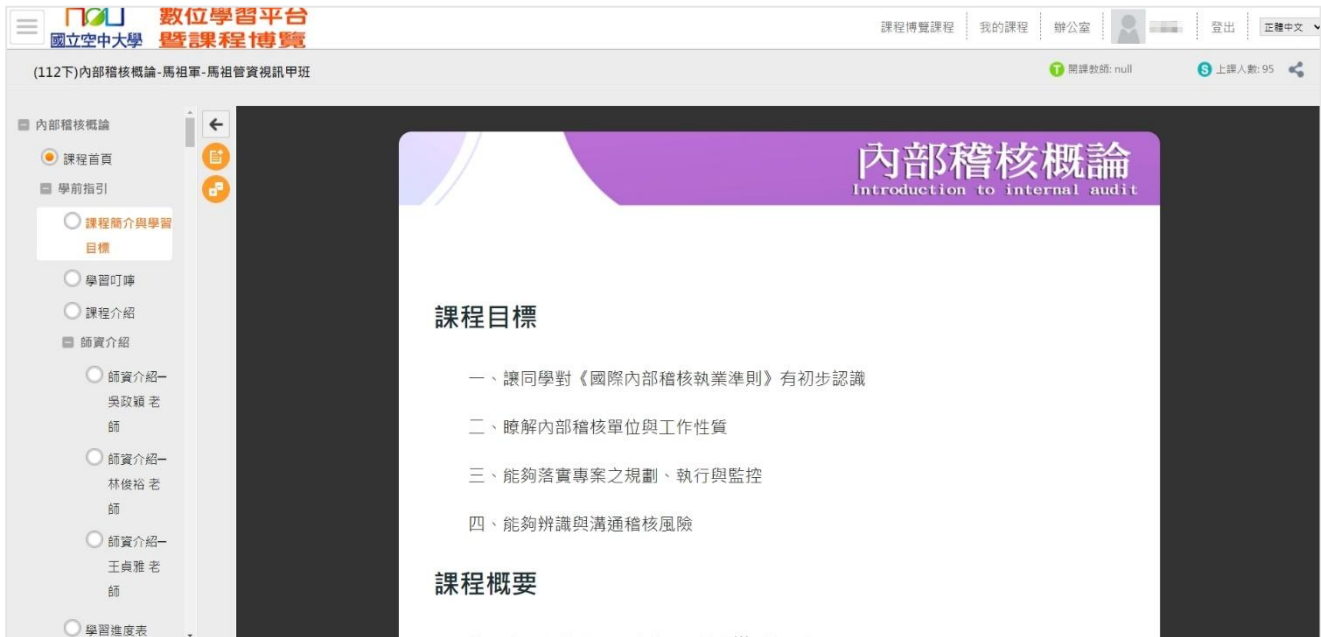 nou
國立空中大學
數位學習平台
暨課程博覽
課程博覽課程
我的課程
辦公室
登出
正體中文
(112下)內部稽核概論-馬祖軍-馬祖管資視訊甲班
T 開課教師: null
S 上課人數: 95
內部稽核概論
課程首頁
學前指引
課程簡介與學習
目標
學習叮嚀
課程介紹
師資介紹
師資介紹—
吳政穎 老
師
師資介紹—
林俊裕 老
師
師資介紹—
王貞雅 老
師
學習進度表
內部稽核概論
Introduction to internal audit
課程目標
一、讓同學對《國際內部稽核執業準則》有初步認識
二、瞭解內部稽核單位與工作性質
三、能夠落實專案之規劃、執行與監控
四、能夠辨識與溝通稽核風險
課程概要